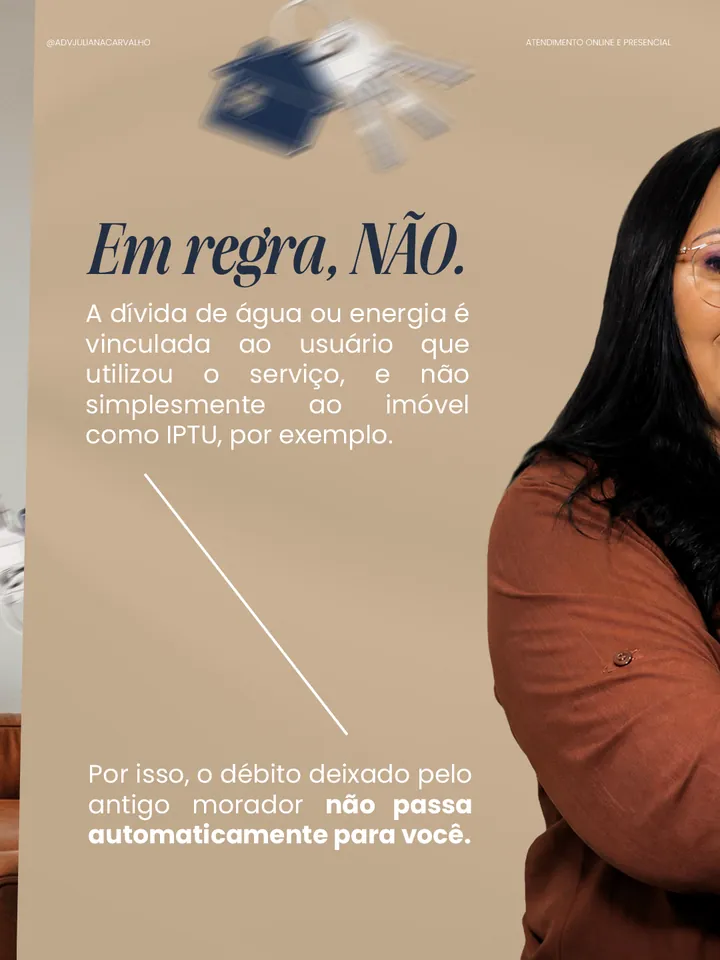 @ADVJULIANACARVALHO
ATENDIMENTO ONLINE E PRESENCIAL
Em regra, NÃO.
A dívida de água ou energia é
vinculada ao usuário que
utilizou o serviço, e não
simplesmente ao imóvel
como IPTU, por exemplo.
Por isso, o débito deixado pelo
antigo morador não passa
automaticamente para você.